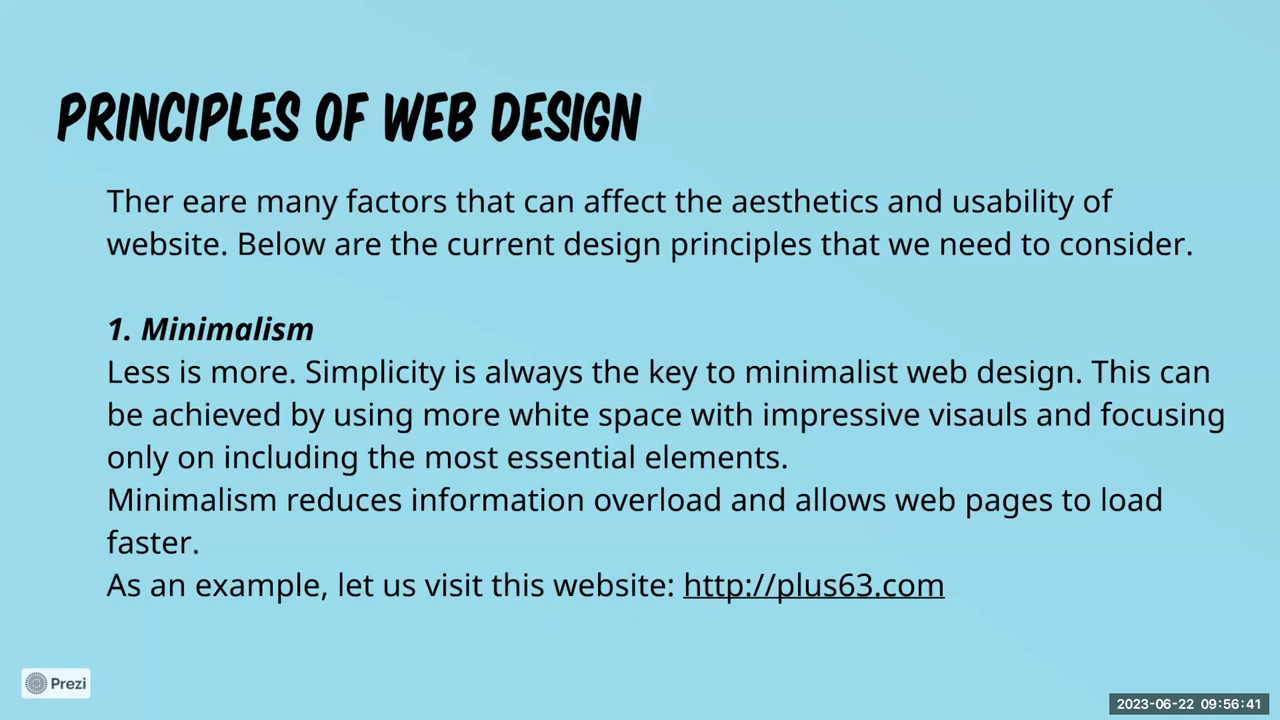 PRINCIPLES OF WEB DESIGN
Ther eare many factors that can affect the aesthetics and usability of
website. Below are the current design principles that we need to consider.
1. Minimalism
Less is more. Simplicity is always the key to minimalist web design. This can
be achieved by using more white space with impressive visauls and focusing
only on including the most essential elements.
Minimalism reduces information overload and allows web pages to load
faster.
As an example, let us visit this website: http://plus63.com
Prezi
2023-06-22 09:56:41